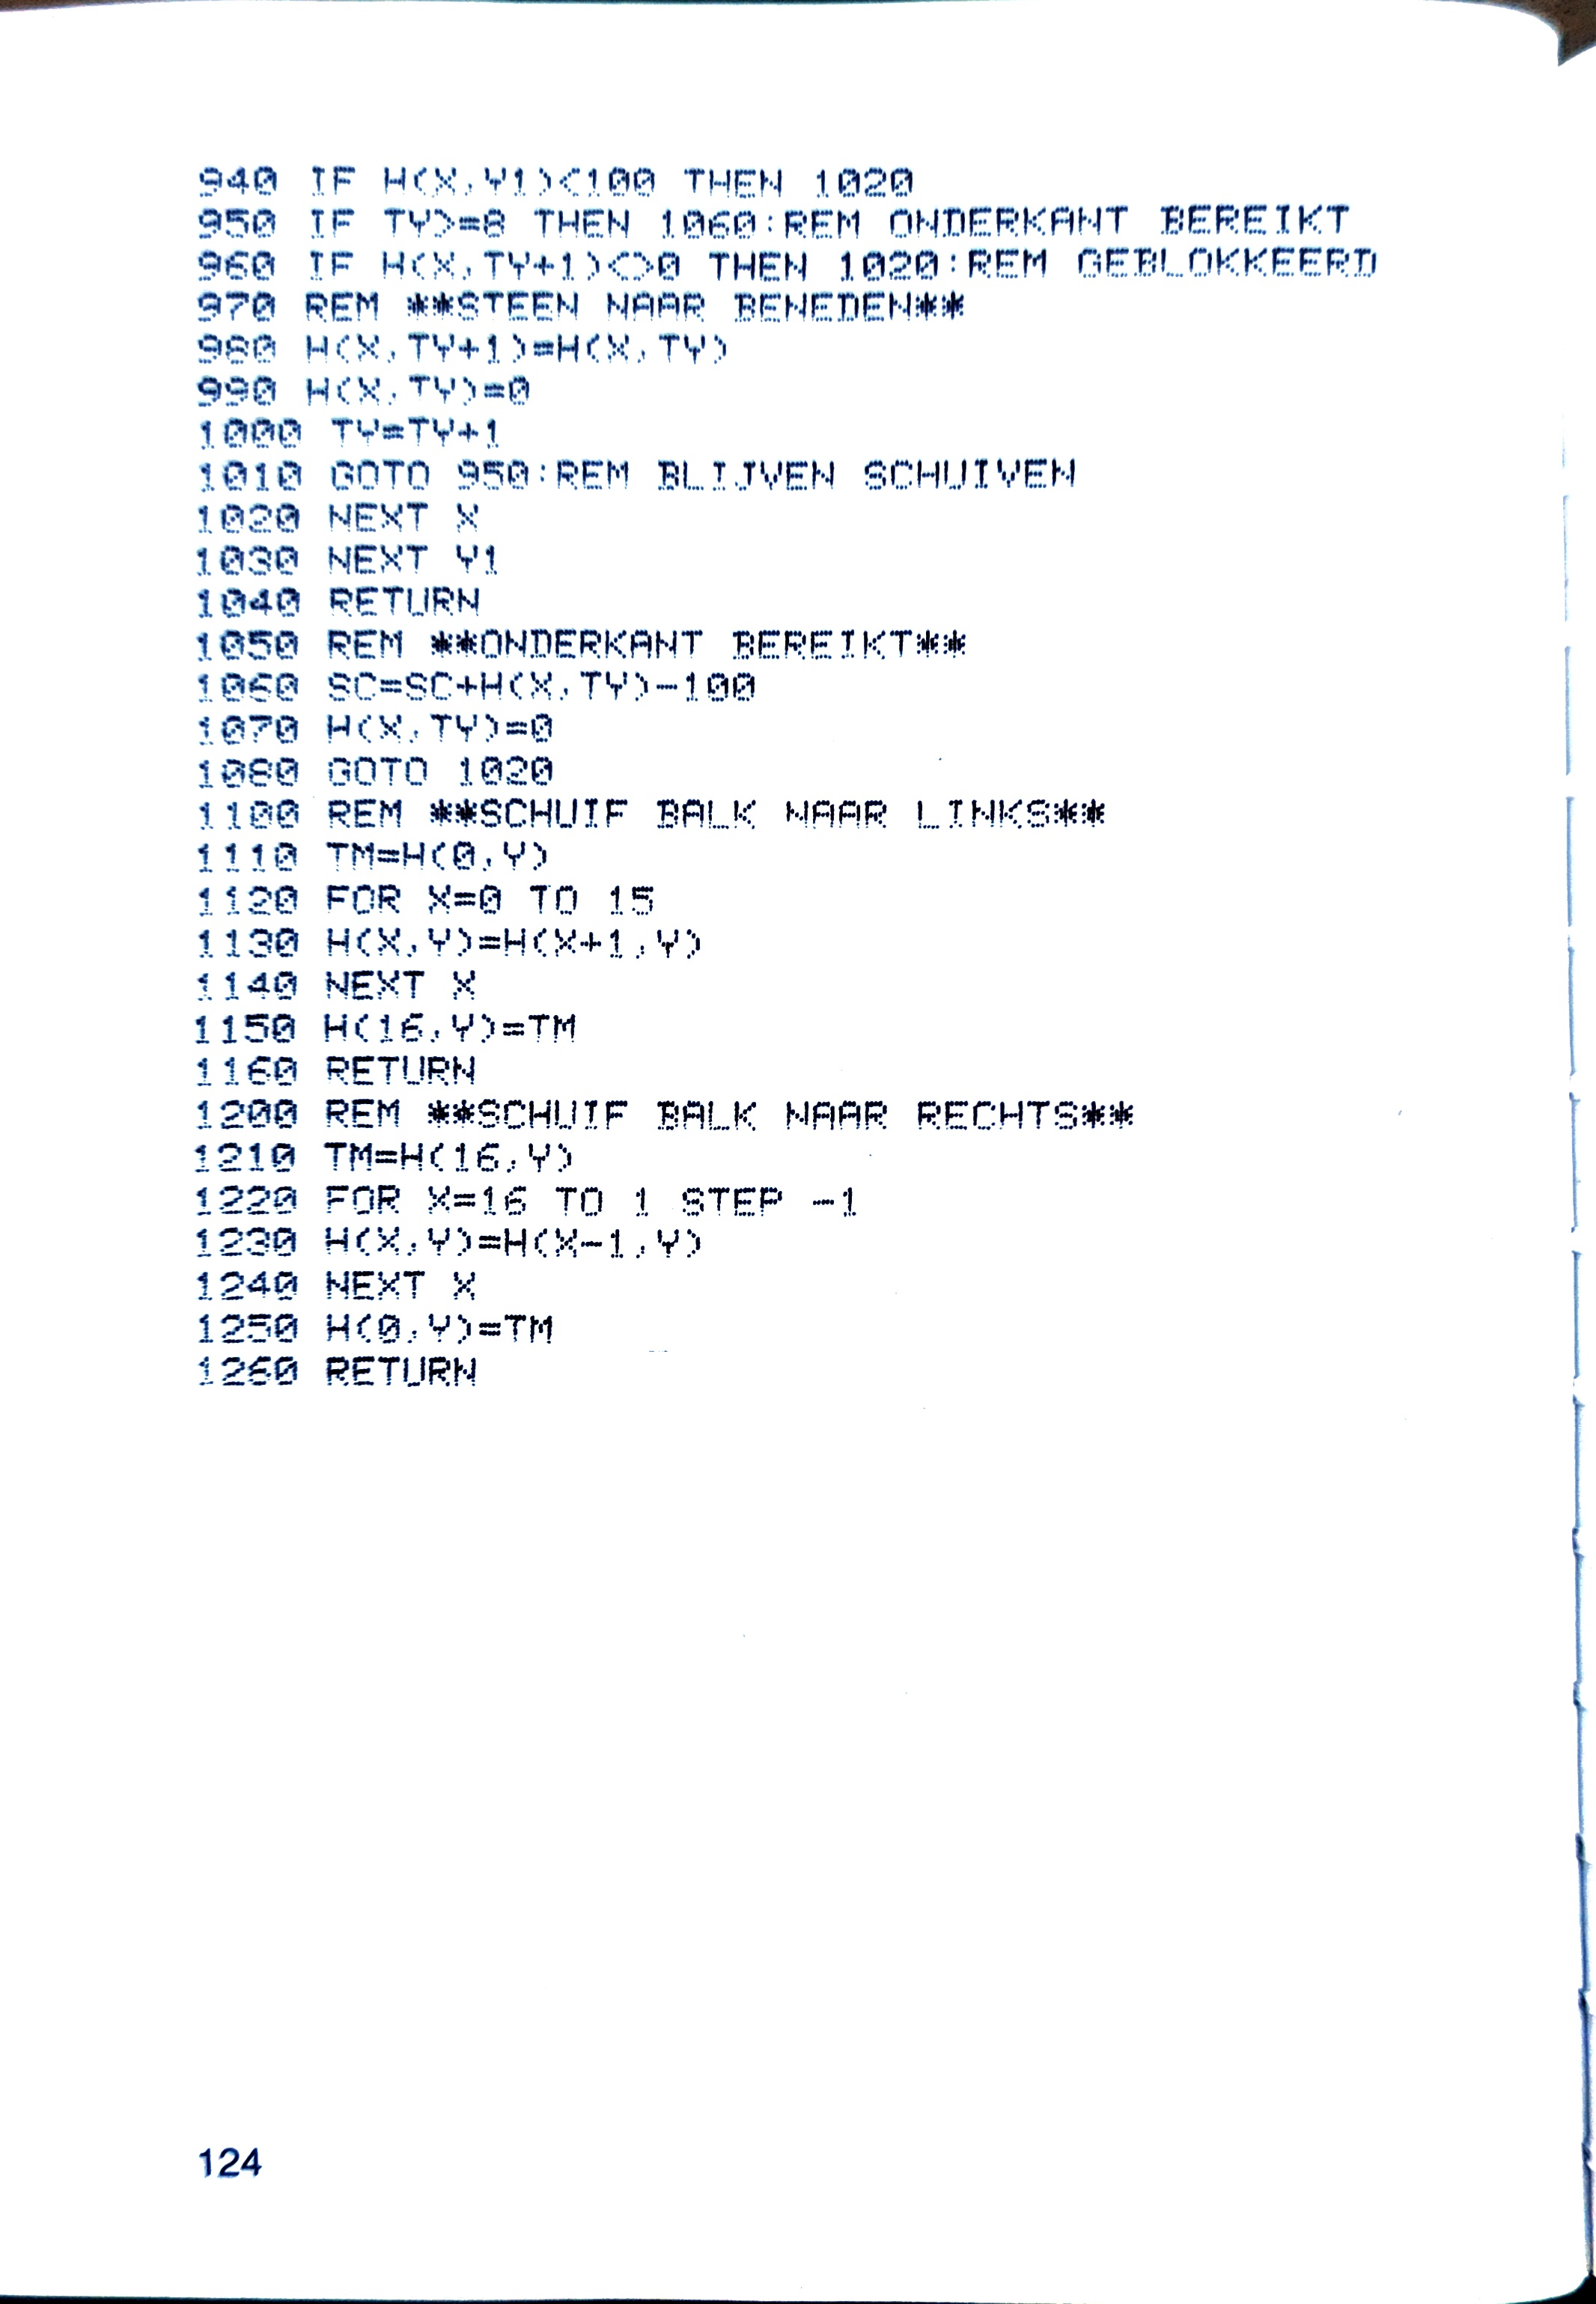 940 IF H(X,Y1)<100 THEN 1020
950 IF TY>=8 THEN 1060:REM ONDERKANT BEREIKT
960 IF H(X,TY+1)<>0 THEN 1020:REM GEBLOKKEERD
970 REM **STEEN NAAR BENEDEN**
980 H(X,TY+1)=H(X,TY)
990 H(X,TY)=0
1000 TY=TY+1
1010 GOTO 950:REM BLIJVEN SCHUIVEN
1020 NEXT X
1030 NEXT Y1
1040 RETURN
1050 REM **ONDERKANT BEREIKT**
1060 SC=SC+H(X,TY)-100
1070 H(X,TY)=0
1080 GOTO 1020
1100 REM **SCHUIF BALK NAAR LINKS**
1110 TM=H(0,Y)
1120 FOR X=0 TO 15
1130 H(X,Y)=H(X+1,Y)
1140 NEXT X
1150 H(16,Y)=TM
1160 RETURN
1200 REM **SCHUIF BALK NAAR RECHTS**
1210 TM=H(16,Y)
1220 FOR X=16 TO 1 STEP -1
1230 H(X,Y)=H(X-1,Y)
1240 NEXT X
1250 H(0,Y)=TM
1260 RETURN
124